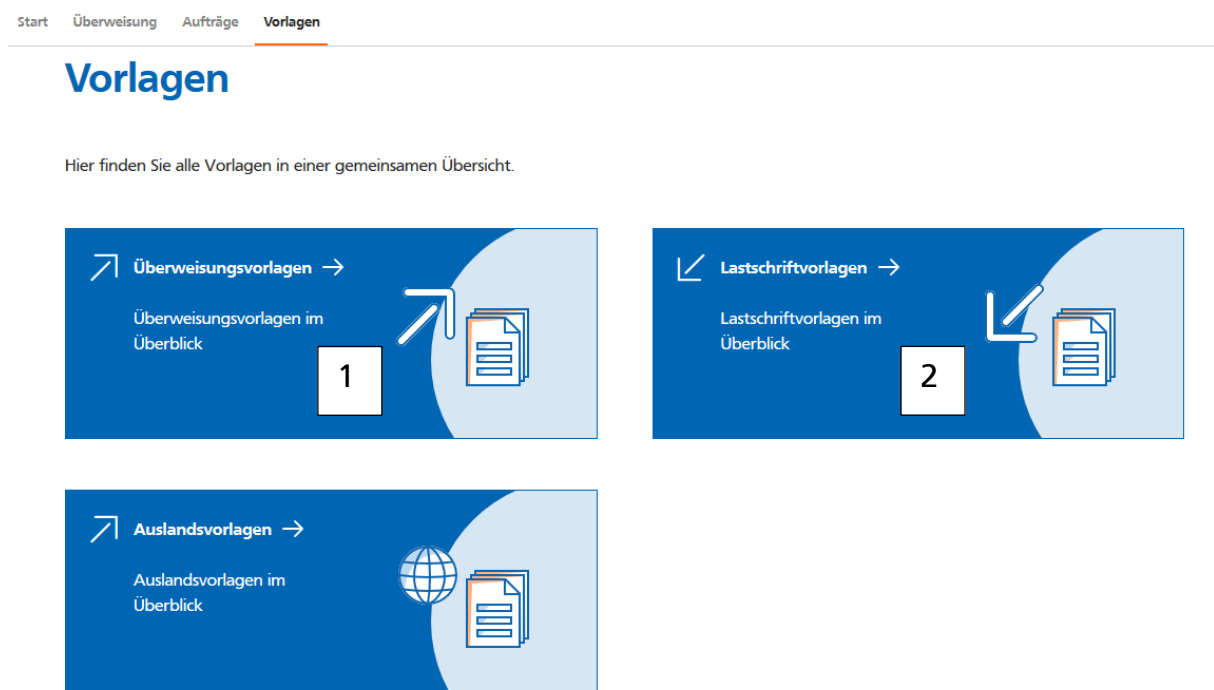 Start Überweisung Aufträge Vorlagen
Vorlagen
Hier finden Sie alle Vorlagen in einer gemeinsamen Übersicht.
Überweisungsvorlagen →
Überweisungsvorlagen im
Überblick
1
Lastschriftvorlagen →
Lastschriftvorlagen im
Überblick
2
Auslandsvorlagen →
Auslandsvorlagen im
Überblick